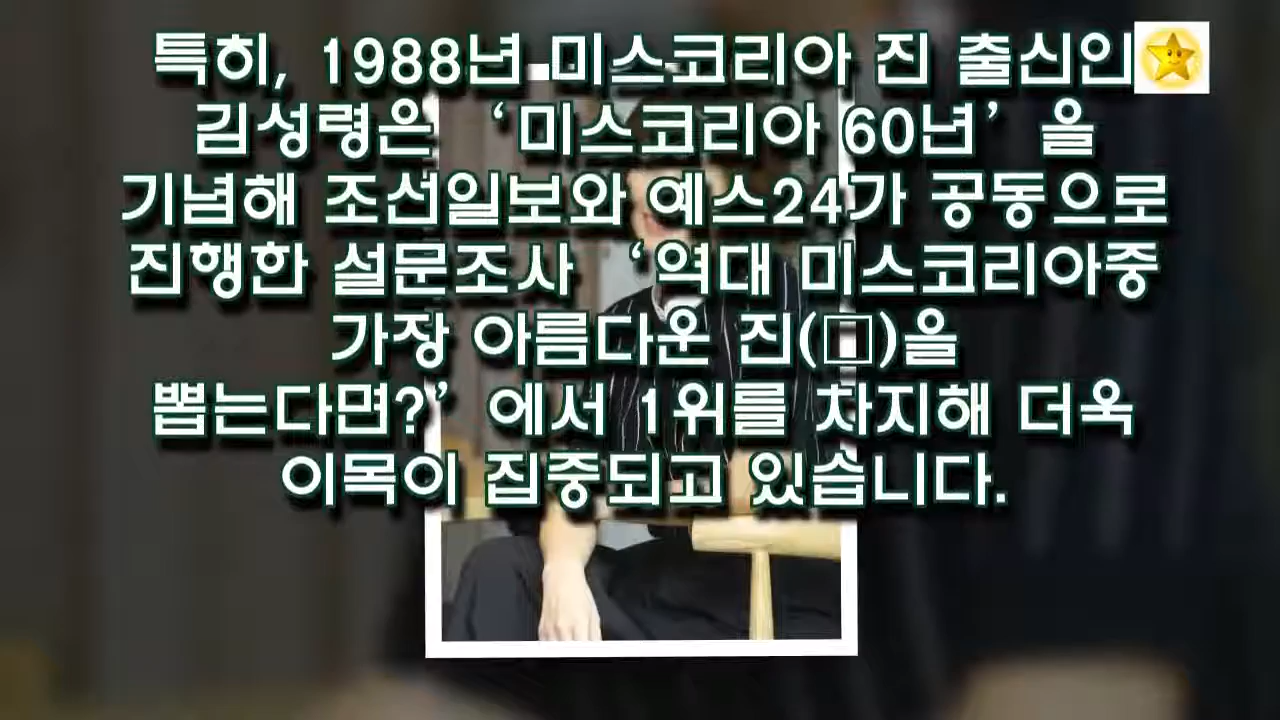 특히, 1988년 미스코리아 진 출신인
김성령은 ‘미스코리아 60년’을
기념해 조선일보와 예스24가 공동으로
진행한 설문조사 ‘역대 미스코리아중
가장 아름다운 진(□)을
뽑는다면?’에서 1위를 차지해 더욱
이목이 집중되고 있습니다.